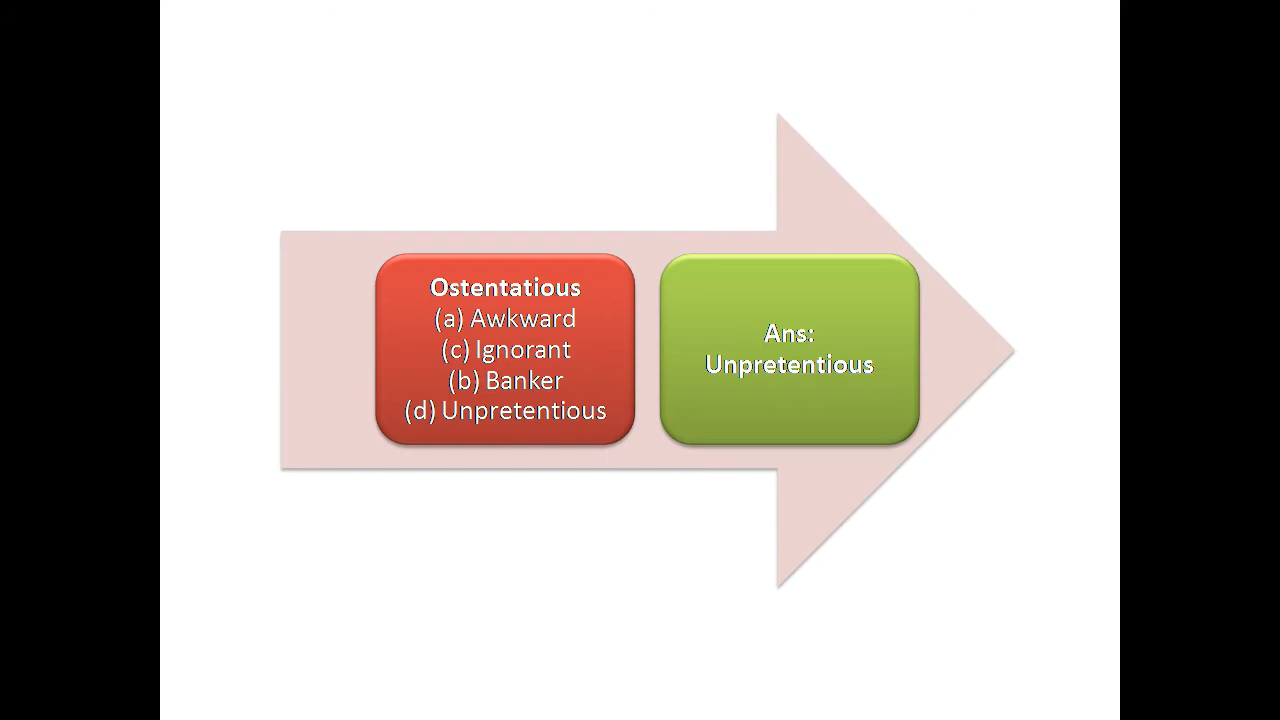 Ostentatious
(a) Awkward
(c) Ignorant
(b) Banker
(d) Unpretentious
Ans:
Unpretentious